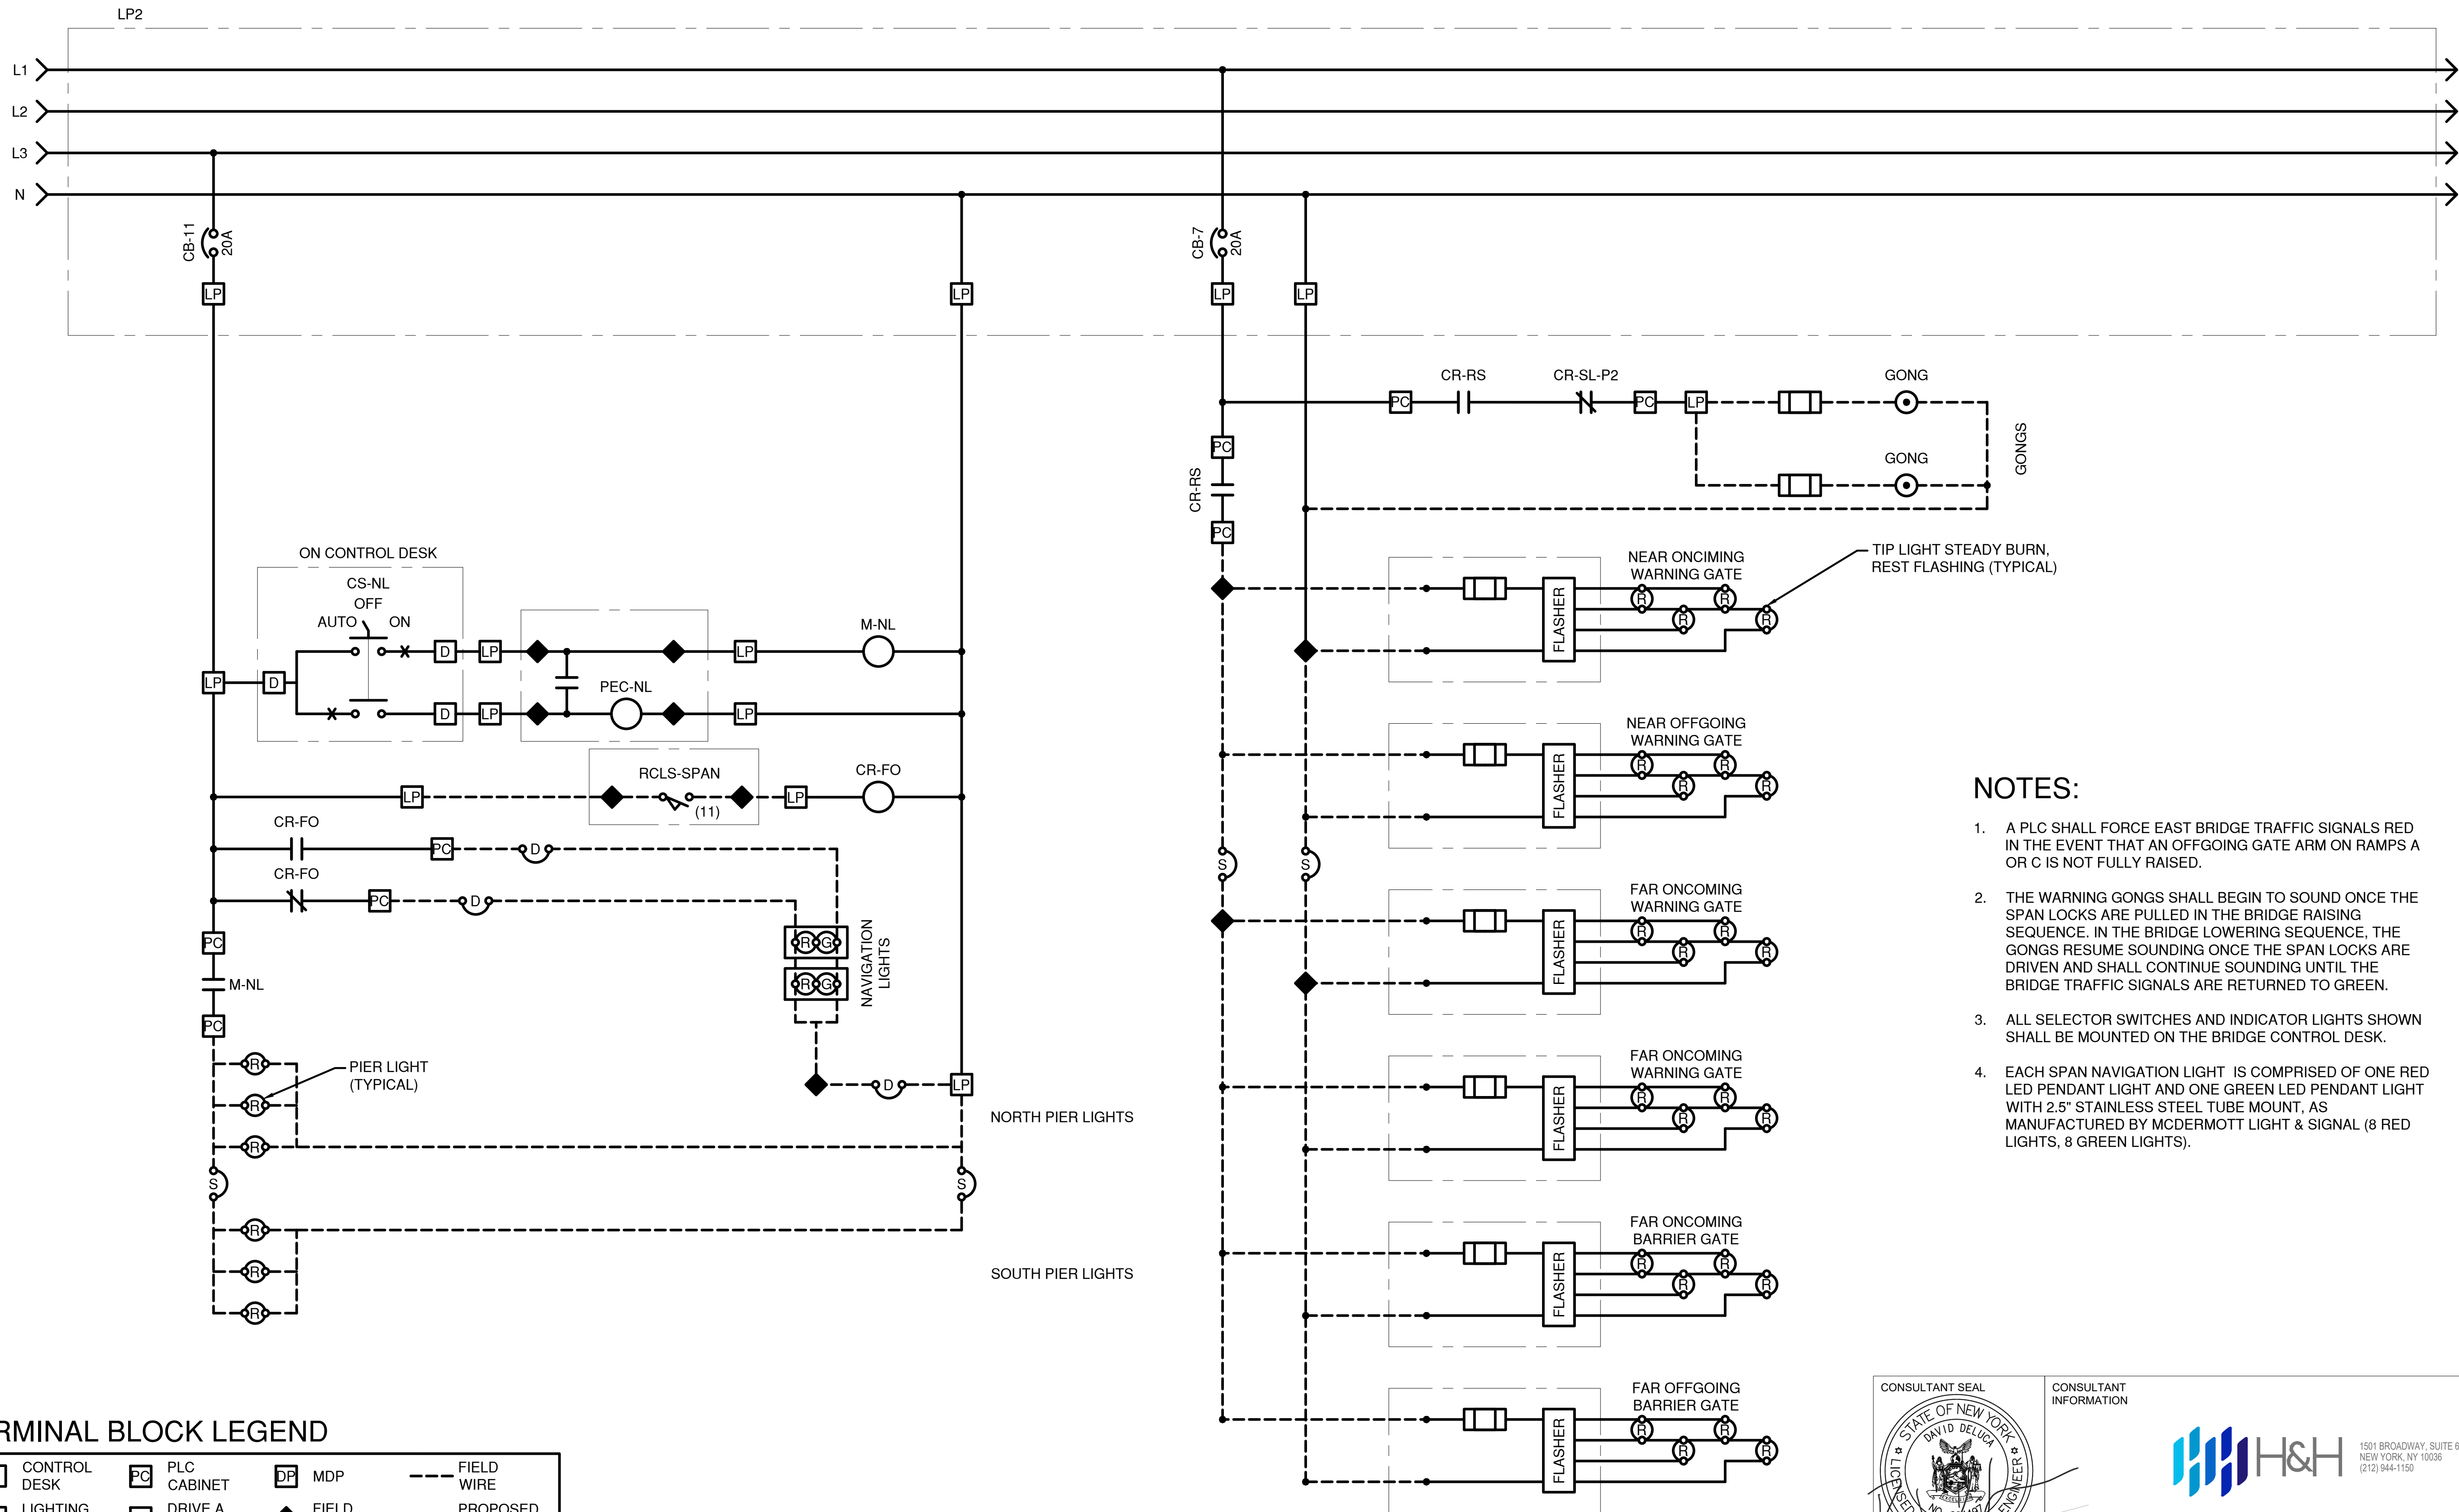 LP2
L1
L2
L3
N
CB-11
20A
CB-7
20A
LP
LP
LP
LP
CR-RS
CR-SL-P2
GONG
PC
PC
LP
GONG
GONGS
PC
CR-RS
PC
ON CONTROL DESK
CS-NL
OFF
AUTO
ON
D
LP
LP
M-NL
LP
D
PEC-NL
D
LP
LP
RCLS-SPAN
CR-FO
LP
(11)
LP
CR-FO
PC
D
CR-FO
PC
D
R G
R G
NAVIGATION
LIGHTS
PC
M-NL
PC
R
R
R
PIER LIGHT
(TYPICAL)
D
LP
NORTH PIER LIGHTS
S
S
R
R
R
SOUTH PIER LIGHTS
NEAR ONCIMING
WARNING GATE
FLASHER
R
R
R
R
TIP LIGHT STEADY BURN,
REST FLASHING (TYPICAL)
NEAR OFFGOING
WARNING GATE
FLASHER
R
R
R
R
S
S
FAR ONCOMING
WARNING GATE
FLASHER
R
R
R
R
FAR ONCOMING
WARNING GATE
FLASHER
R
R
R
R
FAR ONCOMING
BARRIER GATE
FLASHER
R
R
R
R
FAR OFFGOING
BARRIER GATE
FLASHER
R
R
R
R
NOTES:
1. A PLC SHALL FORCE EAST BRIDGE TRAFFIC SIGNALS RED
IN THE EVENT THAT AN OFFGOING GATE ARM ON RAMPS A
OR C IS NOT FULLY RAISED.
2. THE WARNING GONGS SHALL BEGIN TO SOUND ONCE THE
SPAN LOCKS ARE PULLED IN THE BRIDGE RAISING
SEQUENCE. IN THE BRIDGE LOWERING SEQUENCE, THE
GONGS RESUME SOUNDING ONCE THE SPAN LOCKS ARE
DRIVEN AND SHALL CONTINUE SOUNDING UNTIL THE
BRIDGE TRAFFIC SIGNALS ARE RETURNED TO GREEN.
3. ALL SELECTOR SWITCHES AND INDICATOR LIGHTS SHOWN
SHALL BE MOUNTED ON THE BRIDGE CONTROL DESK.
4. EACH SPAN NAVIGATION LIGHT IS COMPRISED OF ONE RED
LED PENDANT LIGHT AND ONE GREEN LED PENDANT LIGHT
WITH 2.5" STAINLESS STEEL TUBE MOUNT, AS
MANUFACTURED BY MCDERMOTT LIGHT & SIGNAL (8 RED
LIGHTS, 8 GREEN LIGHTS).
RMINAL BLOCK LEGEND
CONTROL
DESK
PC
PLC
CABINET
DP
MDP
FIELD
WIRE
LIGHTING
DRIVE A
FIELD
PROPOSED
CONSULTANT SEAL
STATE OF NEW YORK
DAVID DELUCA
LICENSED
ENGINEER
CONSULTANT
INFORMATION
H&H
1501 BROADWAY, SUITE 6
NEW YORK, NY 10036
(212) 944-1150